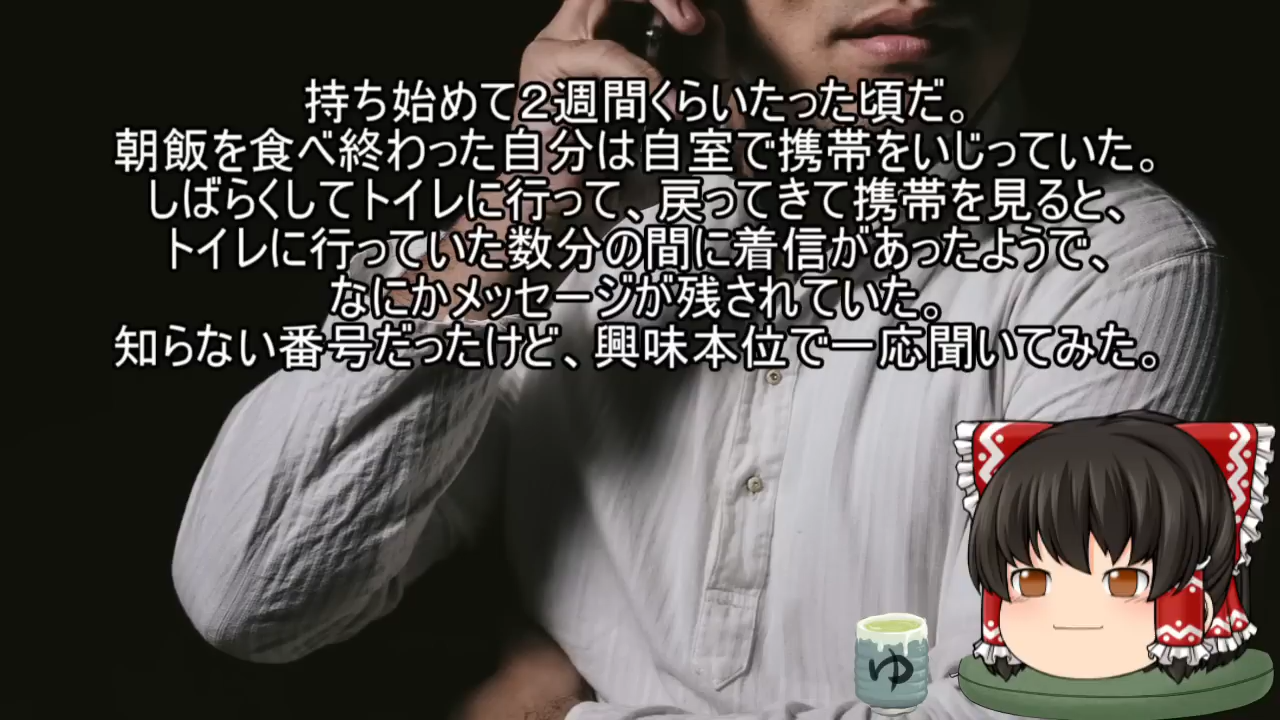 持ち始めて２週間くらいたった頃だ。
朝飯を食べ終わった自分は自室で携帯をいじっていた。
しばらくしてトイレに行って、戻ってきて携帯を見ると、
トイレに行っていた数分の間に着信があったようで、
なにかメッセージが残されていた。
知らない番号だったけど、興味本位で一応聞いてみた。
ゆ